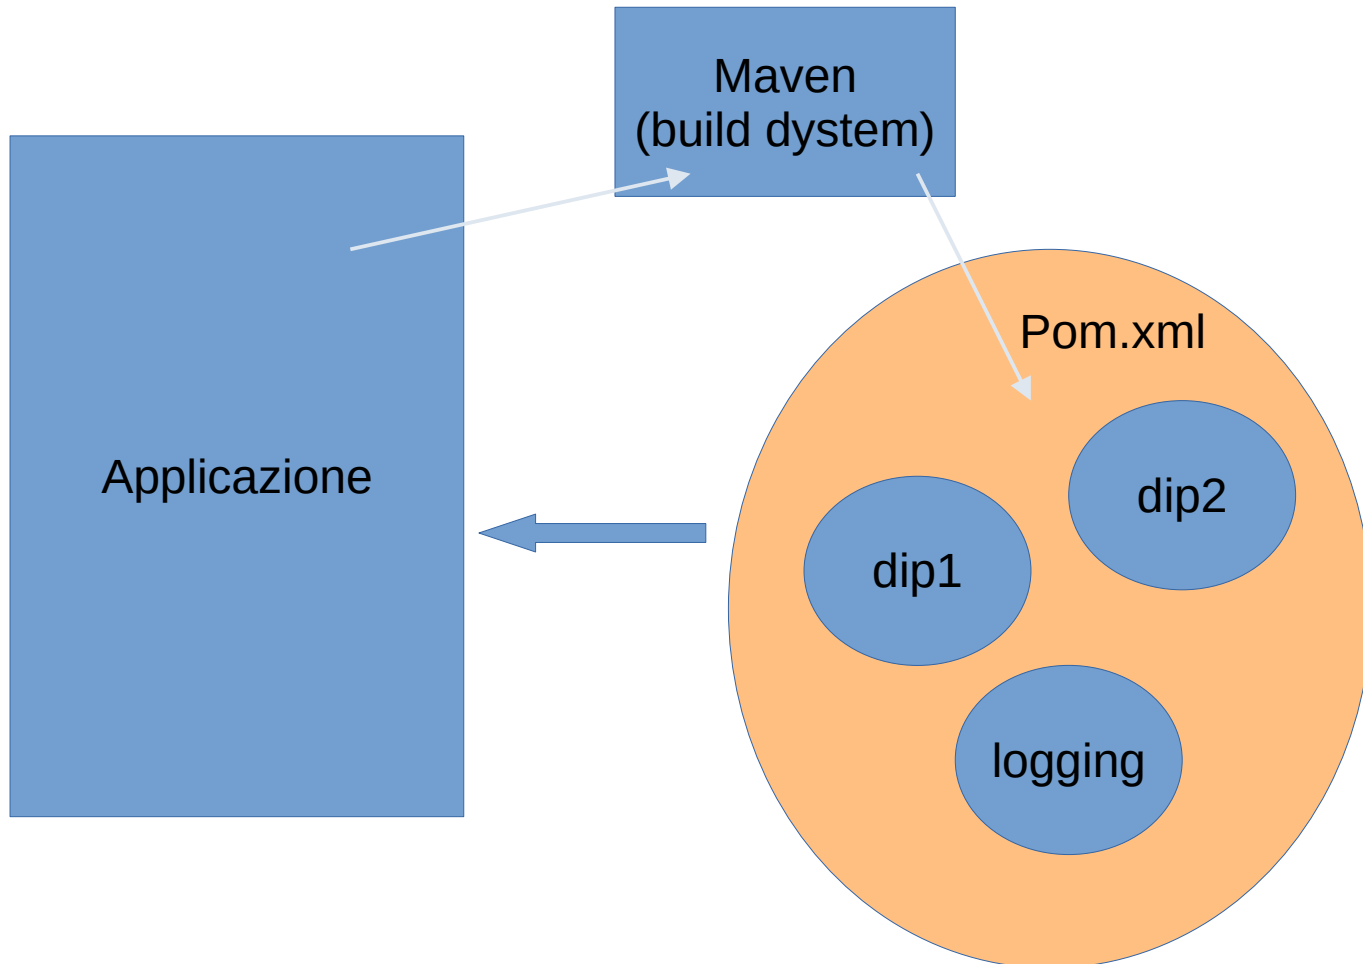 Maven
(build dystem)
Pom.xml
Applicazione
dip2
dip1
logging